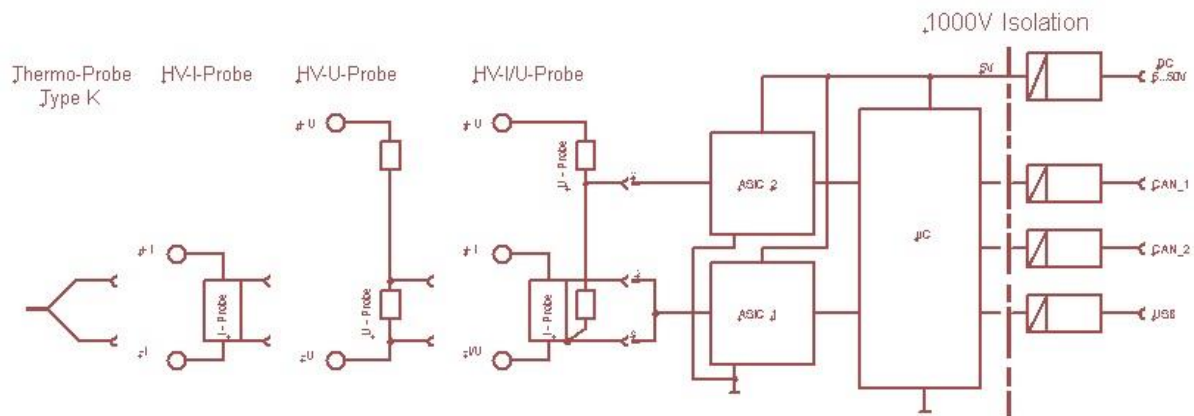 1000V Isolation
Thermo-Probe
Type K
HV-I-Probe
HV-U-Probe
HV-I/U-Probe
5V
DC
+U
+U
U - Probe
ASIC 2
CAN_1
µC
+I
+I
CAN_2
I - Probe
U - Probe
I - Probe
ASIC 1
USB
-I
-U
-I/U